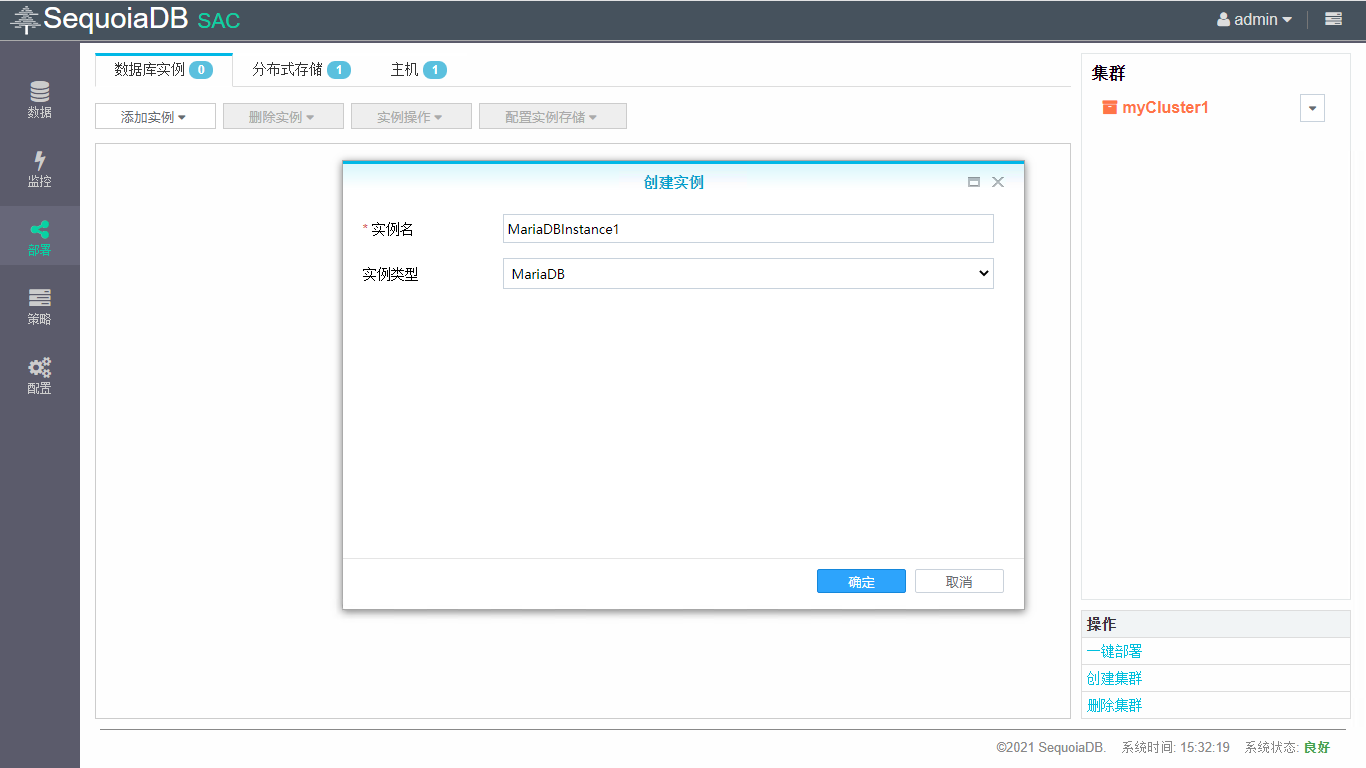 SequoiaDB SAC
admin
数据
监控
部署
策略
配置
数据库实例 0 分布式存储 1 主机 1
添加实例 删除实例 实例操作 配置实例存储
创建实例
* 实例名 MariaDBInstance1
实例类型 MariaDB
确定 取消
集群
myCluster1
操作
一键部署
创建集群
删除集群
©2021 SequoiaDB. 系统时间: 15:32:19 系统状态: 良好